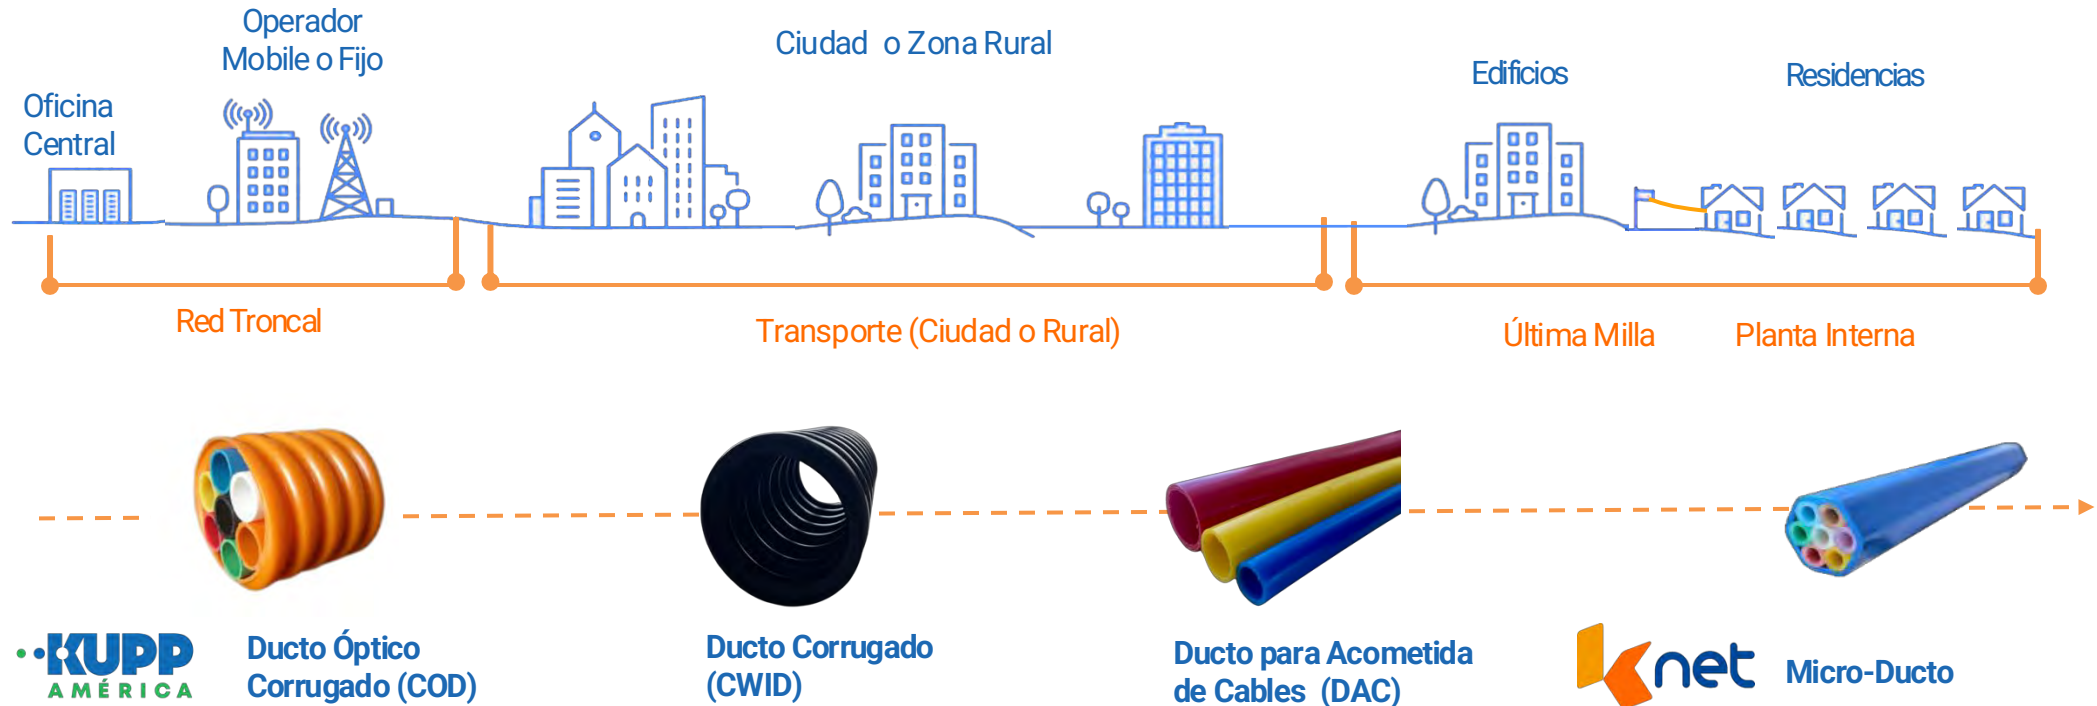 Oficina
Central
Operador
Mobile o Fijo
Ciudad o Zona Rural
Edificios
Residencias
Red Troncal
Transporte (Ciudad o Rural)
Última Milla
Planta Interna
KUPP
AMÉRICA
Ducto Óptico
Corrugado (COD)
Ducto Corrugado
(CWID)
Ducto para Acometida
de Cables (DAC)
knet
Micro-Ducto